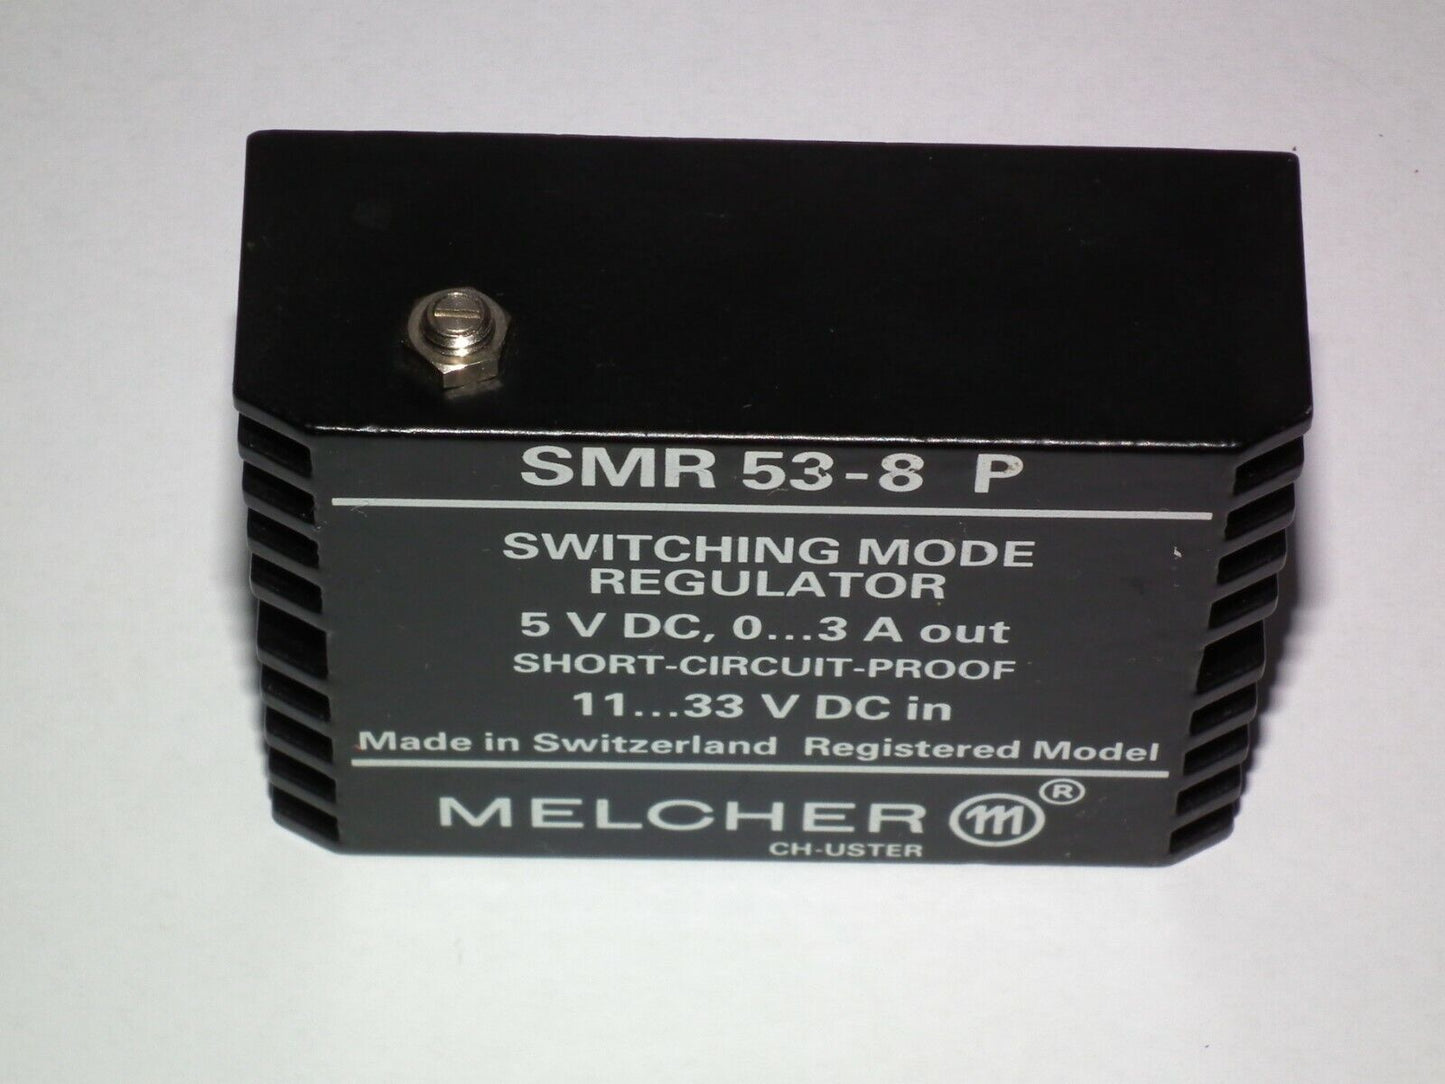 SMR 53-8 P
SWITCHING MODE
REGULATOR
5 V DC, 0...3 A out
SHORT-CIRCUIT-PROOF
11...33 V DC in
Made in Switzerland Registered Model
MELCHER m ®
CH-USTER